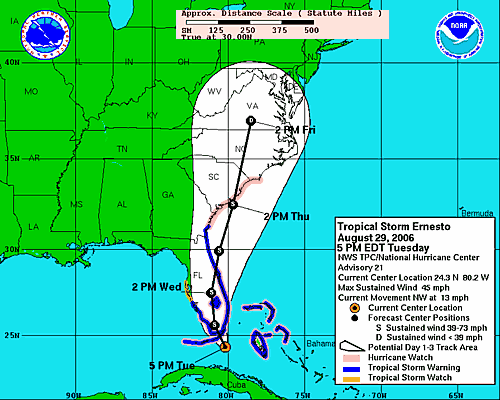 Approx. Distance Scale ( Statute Miles )
SM 125 250 375 500
True at 30.00N
NOAA
40N
65W
IA
IL
IN
OH
PA
NJ
MO
WV
MD
DE
VA
2 PM Fri
35N
AR
TN
NC
SC
2 PM Thu
MS
AL
GA
LA
Bermuda
30N
FL
2 PM Wed
25N
5 PM Tue
Bahamas
Cuba
90W
85W
80W
75W
Tropical Storm Ernesto
August 29, 2006
5 PM EDT Tuesday
NWS TPC/National Hurricane Center
Advisory 21
Current Center Location 24.3 N 80.2 W
Max Sustained Wind 45 mph
Current Movement NW at 13 mph
Current Center Location
Forecast Center Positions
S Sustained wind 39-73 mph
D Sustained wind < 39 mph
Potential Day 1-3 Track Area
Hurricane Watch
Tropical Storm Warning
Tropical Storm Watch